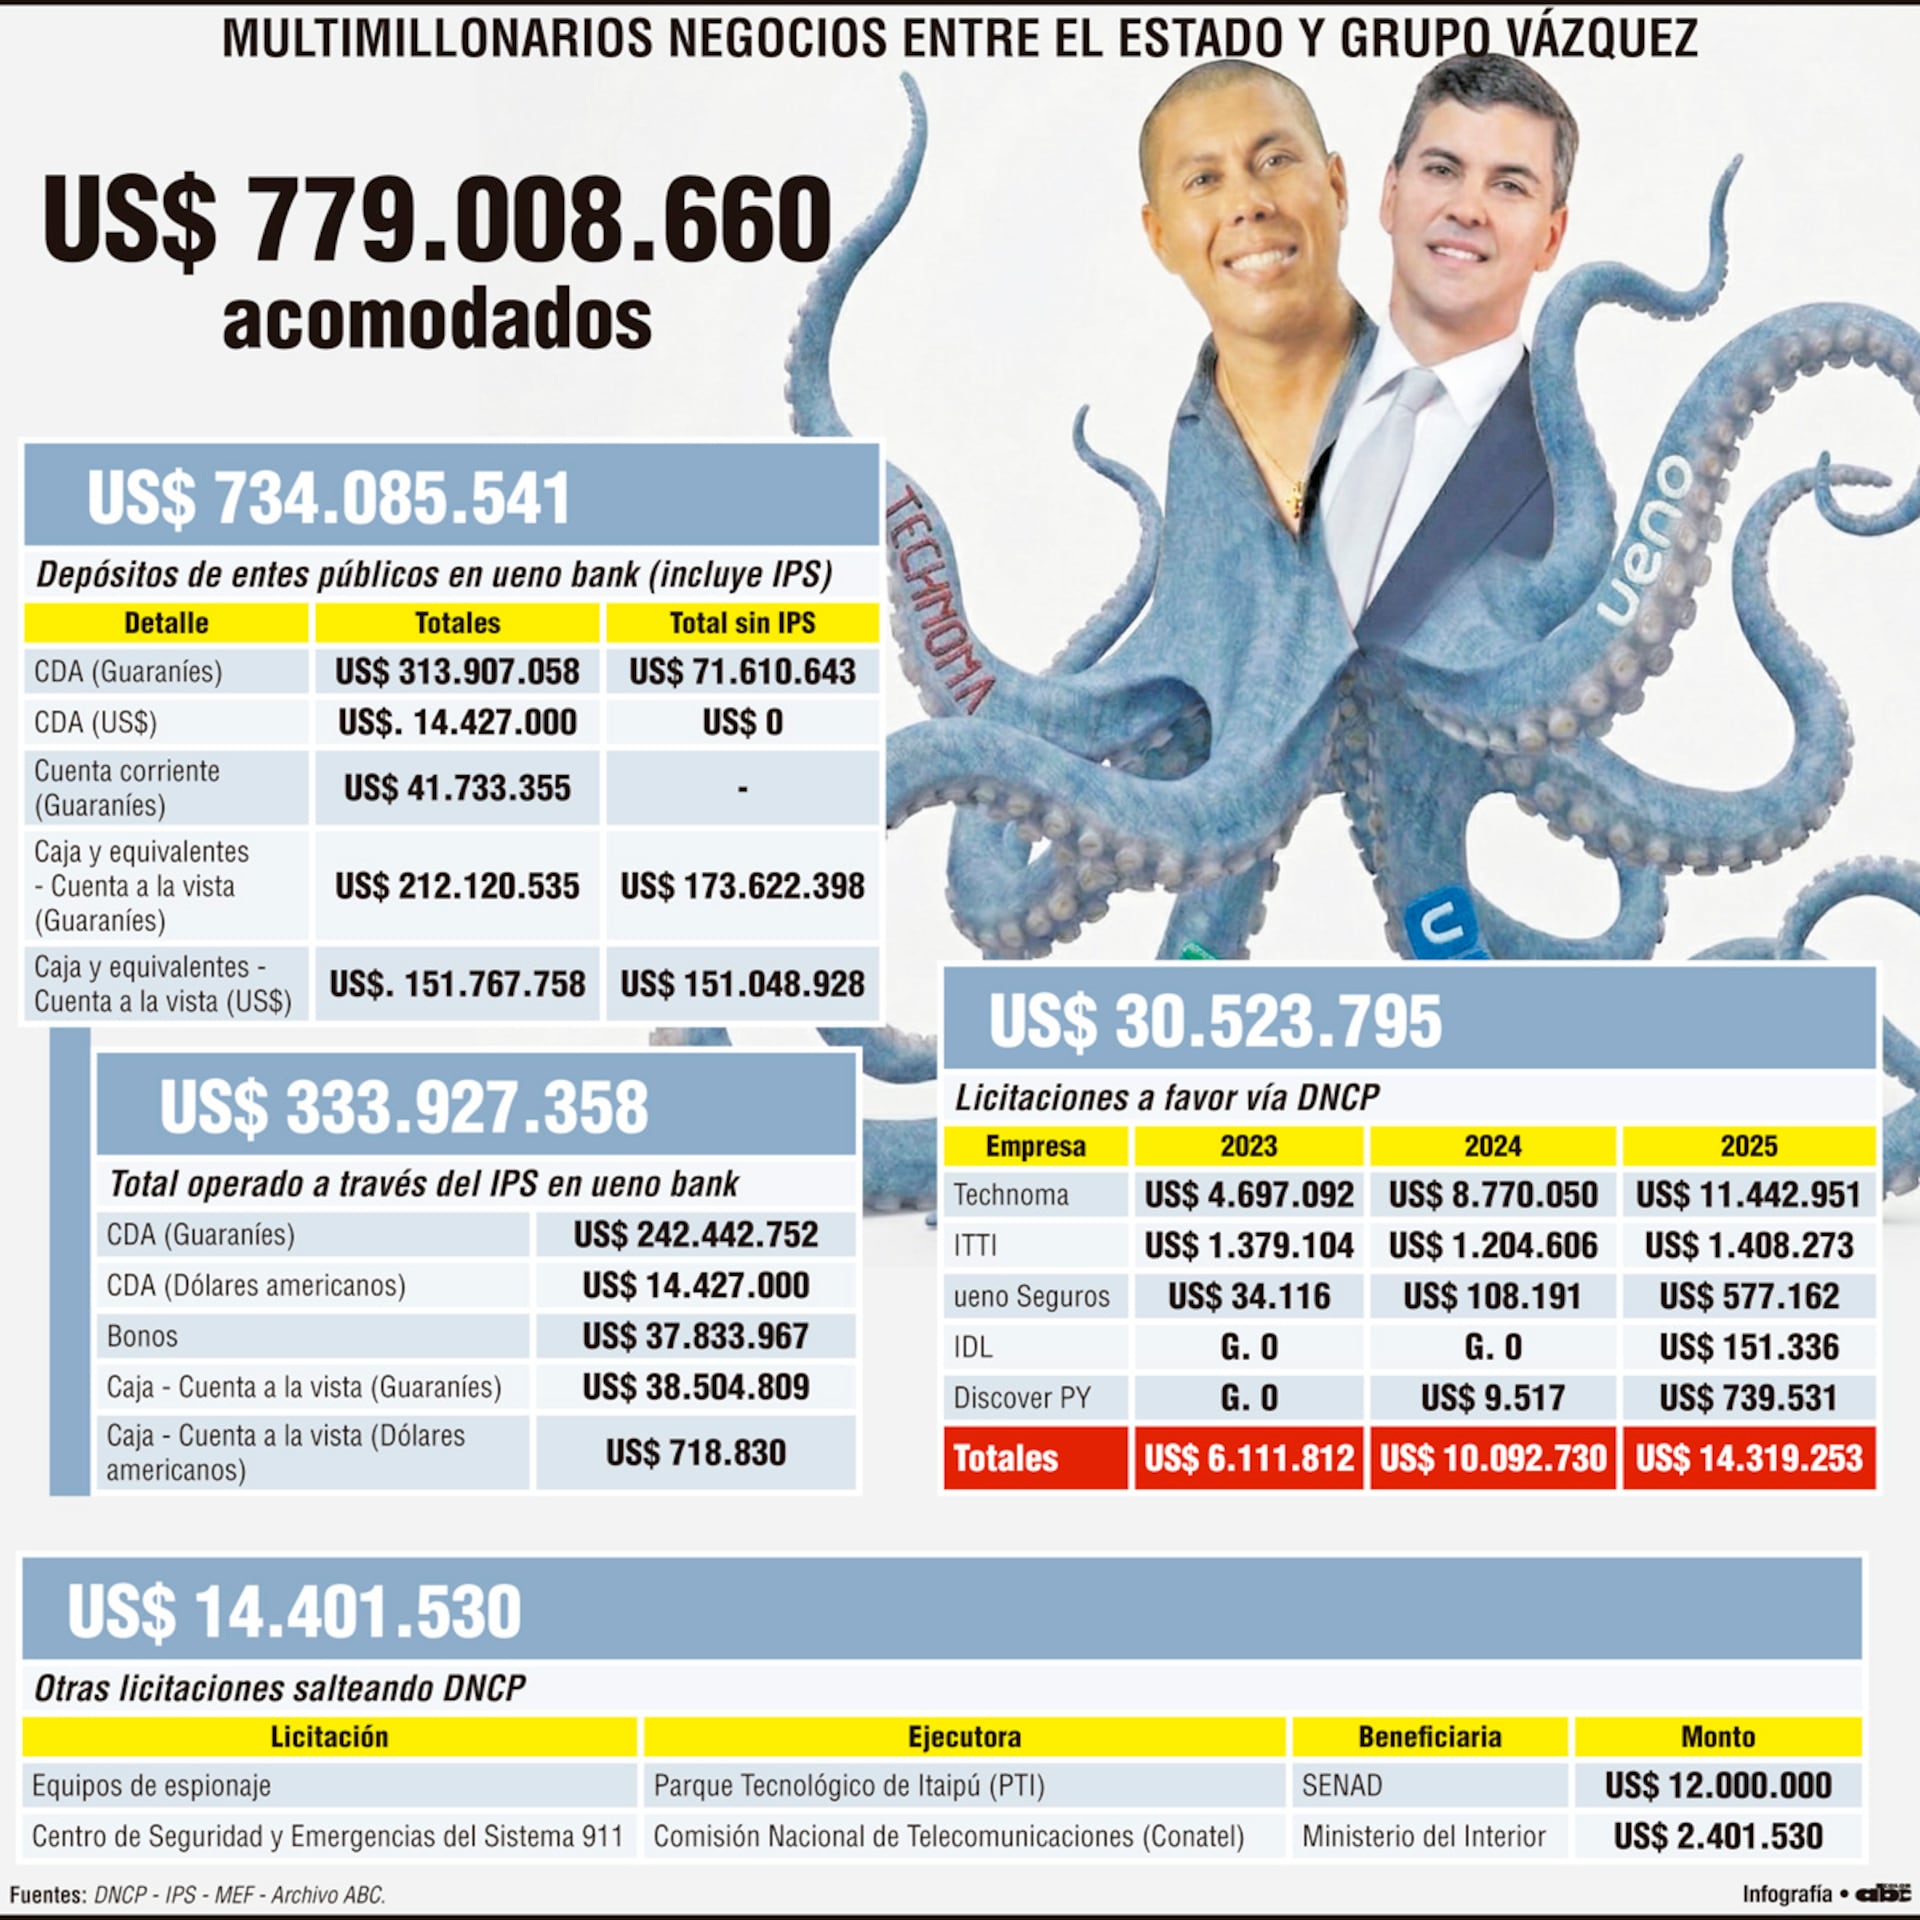 MULTIMILLONARIOS NEGOCIOS ENTRE EL ESTADO Y GRUPO VÁZQUEZ
US$ 779.008.660
acomodados
TECHNOMA
ueno
US$ 734.085.541
Depósitos de entes públicos en ueno bank (incluye IPS)
Detalle Totales Total sin IPS
CDA (Guaraníes) US$ 313.907.058 US$ 71.610.643
CDA (US$) US$. 14.427.000 US$ 0
Cuenta corriente
(Guaraníes) US$ 41.733.355 -
Caja y equivalentes
- Cuenta a la vista US$ 212.120.535 US$ 173.622.398
(Guaraníes)
Caja y equivalentes -
Cuenta a la vista (US$) US$. 151.767.758 US$ 151.048.928
US$ 333.927.358
Total operado a través del IPS en ueno bank
CDA (Guaraníes) US$ 242.442.752
CDA (Dólares americanos) US$ 14.427.000
Bonos US$ 37.833.967
Caja - Cuenta a la vista (Guaraníes) US$ 38.504.809
Caja - Cuenta a la vista (Dólares
americanos) US$ 718.830
US$ 30.523.795
Licitaciones a favor vía DNCP
Empresa 2023 2024 2025
Technoma US$ 4.697.092 US$ 8.770.050 US$ 11.442.951
ITTI US$ 1.379.104 US$ 1.204.606 US$ 1.408.273
ueno Seguros US$ 34.116 US$ 108.191 US$ 577.162
IDL G. 0 G. 0 US$ 151.336
Discover PY G. 0 US$ 9.517 US$ 739.531
Totales US$ 6.111.812 US$ 10.092.730 US$ 14.319.253
US$ 14.401.530
Otras licitaciones salteando DNCP
Licitación Ejecutora Beneficiaria Monto
Equipos de espionaje Parque Tecnológico de Itaipú (PTI) SENAD US$ 12.000.000
Centro de Seguridad y Emergencias del Sistema 911 Comisión Nacional de Telecomunicaciones (Conatel) Ministerio del Interior US$ 2.401.530
Fuentes: DNCP - IPS - MEF - Archivo ABC.
Infografía • abc